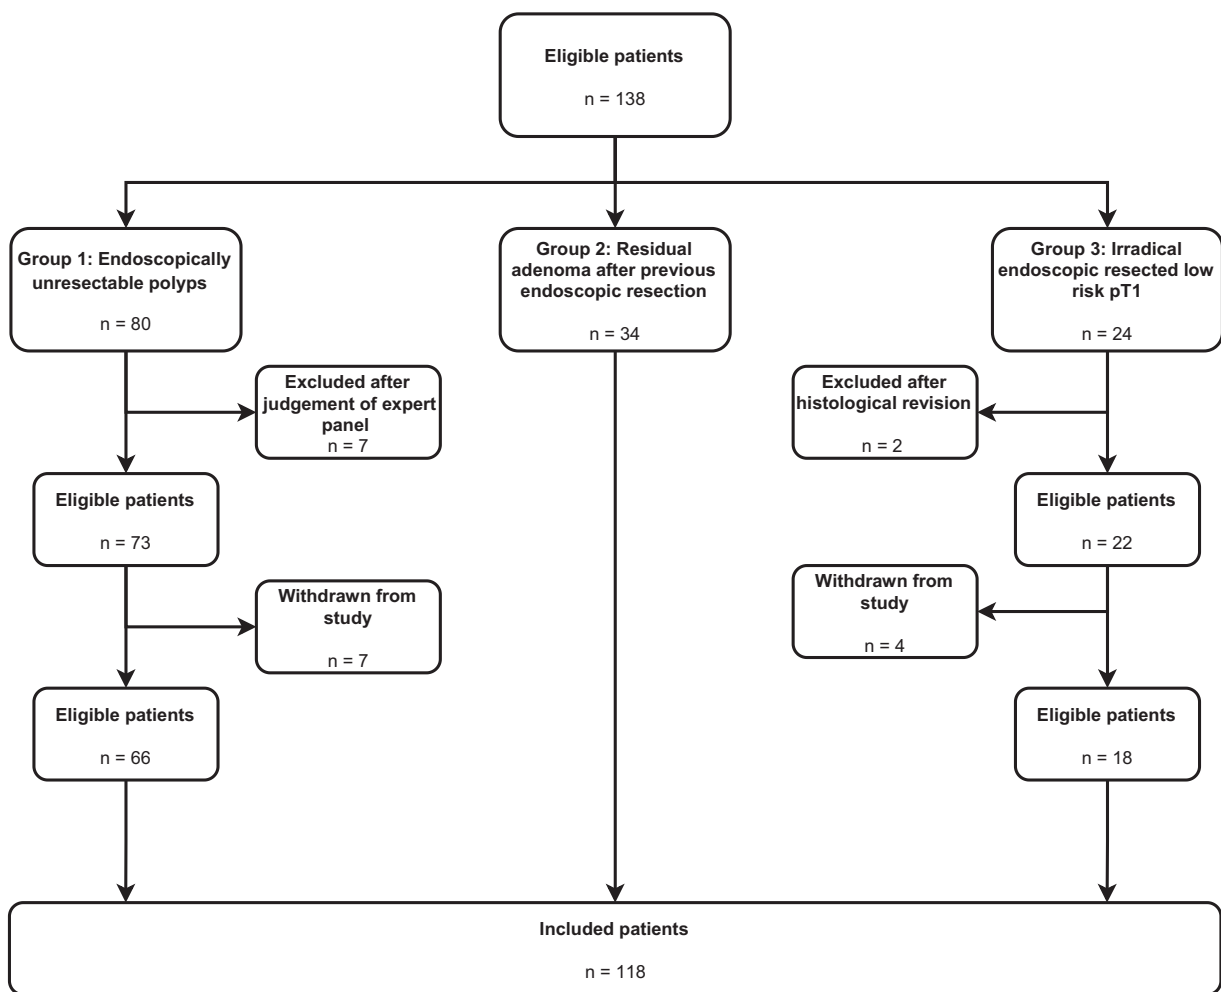 Eligible patients
n = 138
Group 1: Endoscopically
unresectable polyps
n = 80
Group 2: Residual
adenoma after previous
endoscopic resection
n = 34
Group 3: Irradical
endoscopic resected low
risk pT1
n = 24
Excluded after
judgement of expert
panel
n = 7
Excluded after
histological revision
n = 2
Eligible patients
n = 73
Eligible patients
n = 22
Withdrawn from
study
n = 7
Withdrawn from
study
n = 4
Eligible patients
n = 66
Eligible patients
n = 18
Included patients
n = 118